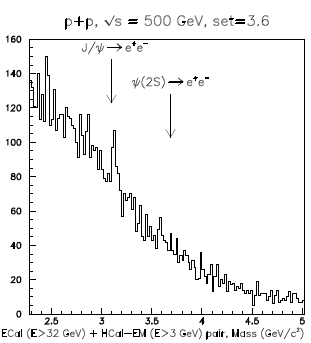 p+p, √s = 500 GeV, set=3.6
J/ψ → e⁺e⁻
ψ(2S) → e⁺e⁻
160
140
120
100
80
60
40
20
0
2.5 3 3.5 4 4.5 5
ECal (E>32 GeV) + HCal-EM (E>3 GeV) pair, Mass (GeV/c²)